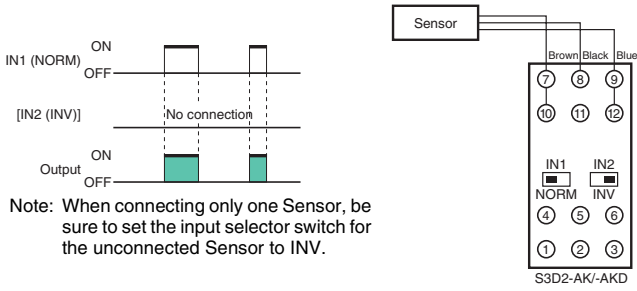 ON
IN1 (NORM)
OFF
[IN2 (INV)]
No connection
ON
Output
OFF
Note: When connecting only one Sensor, be
sure to set the input selector switch for
the unconnected Sensor to INV.
Sensor
Brown Black Blue
7 8 9
10 11 12
IN1 IN2
NORM INV
4 5 6
1 2 3
S3D2-AK/-AKD